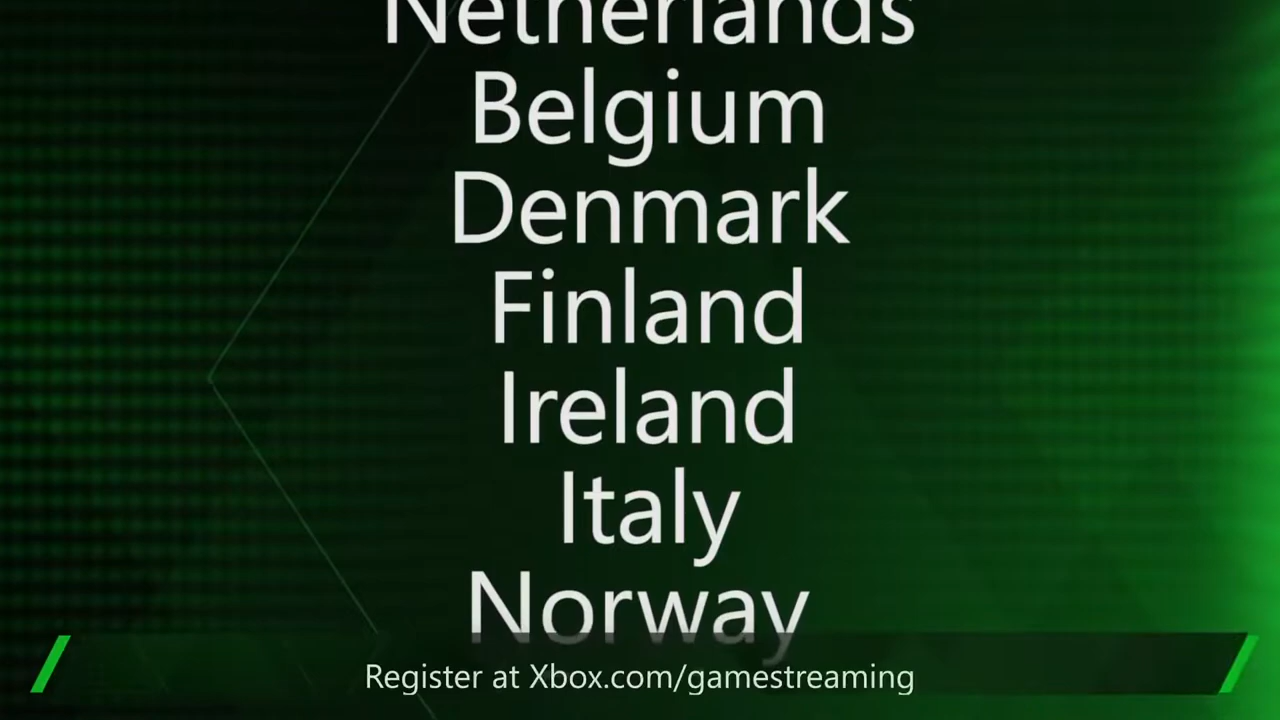 Netherlands
Belgium
Denmark
Finland
Ireland
Italy
Norway
Register at Xbox.com/gamestreaming